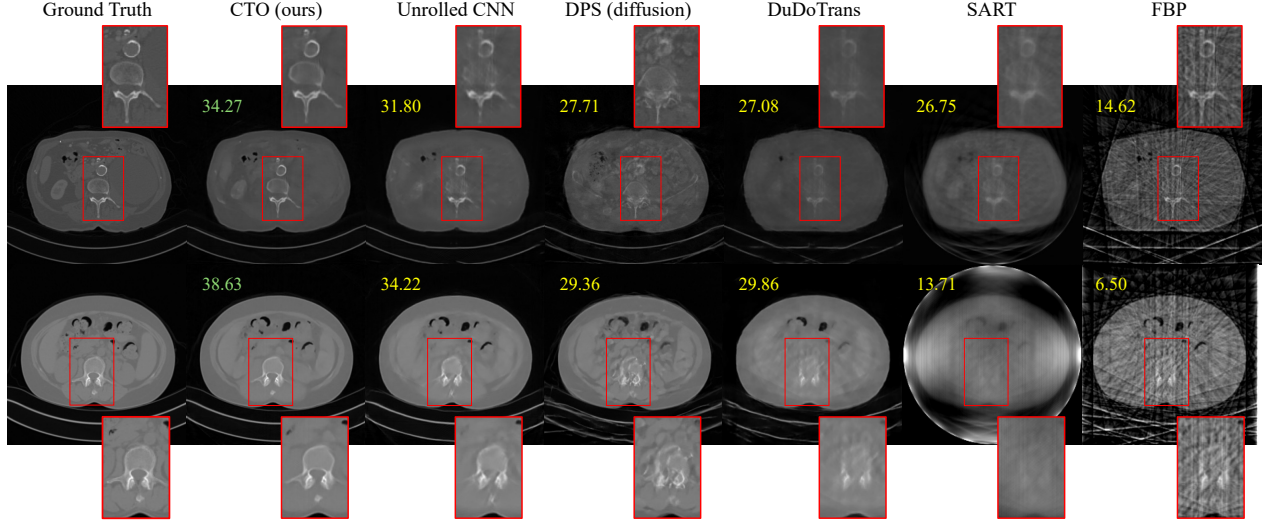 Ground Truth CTO (ours) Unrolled CNN DPS (diffusion) DuDoTrans SART FBP
34.27 31.80 27.71 27.08 26.75 14.62
38.63 34.22 29.36 29.86 13.71 6.50